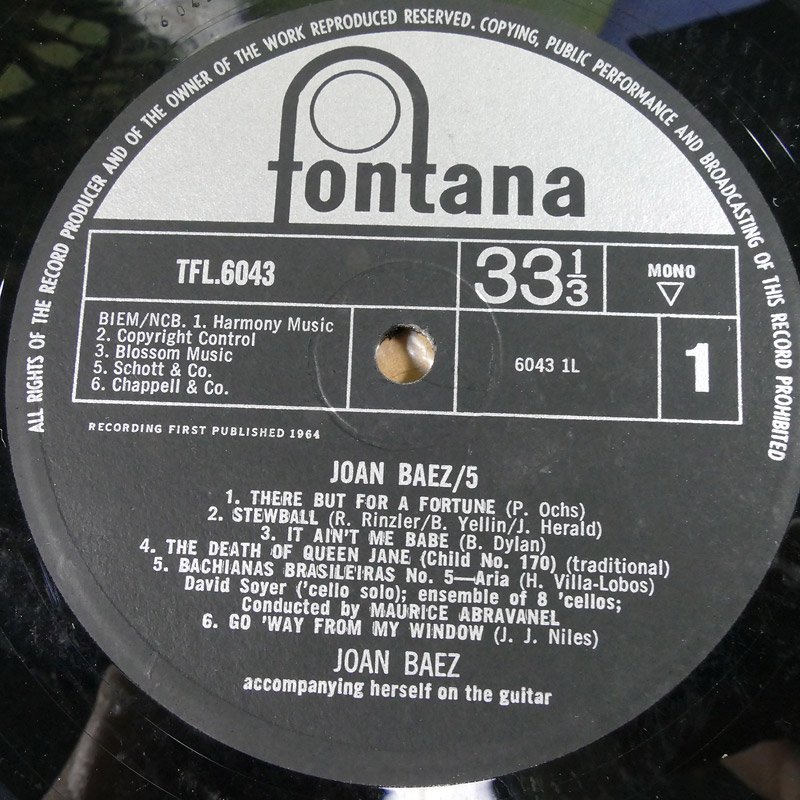 ALL RIGHTS OF THE RECORD PRODUCER AND OF THE OWNER OF THE WORK REPRODUCED RESERVED. COPYING, PUBLIC PERFORMANCE AND BROADCASTING OF THIS RECORD PROHIBITED
fontana
TFL.6043
33 1/3
MONO
BIEM/NCB. 1. Harmony Music
2. Copyright Control
3. Blossom Music
5. Schott & Co.
6. Chappell & Co.
6043 1L
1
RECORDING FIRST PUBLISHED 1964
JOAN BAEZ/5
1. THERE BUT FOR A FORTUNE (P. Ochs)
2. STEWBALL (R. Rinzler/B. Yellin/J. Herald)
3. IT AIN'T ME BABE (B. Dylan)
4. THE DEATH OF QUEEN JANE (Child No. 170) (traditional)
5. BACHIANAS BRASILEIRAS No. 5—Aria (H. Villa-Lobos)
David Soyer ('cello solo); ensemble of 8 'cellos;
Conducted by MAURICE ABRAVANEL
6. GO 'WAY FROM MY WINDOW (J. J. Niles)
JOAN BAEZ
accompanying herself on the guitar